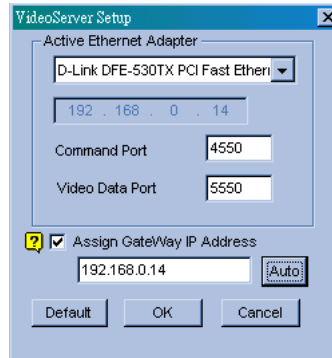 VideoServer Setup
Active Ethernet Adapter
D-Link DFE-530TX PCI Fast Ether
192 . 168 . 0 . 14
Command Port 4550
Video Data Port 5550
? Assign GateWay IP Address
192.168.0.14 Auto
Default OK Cancel